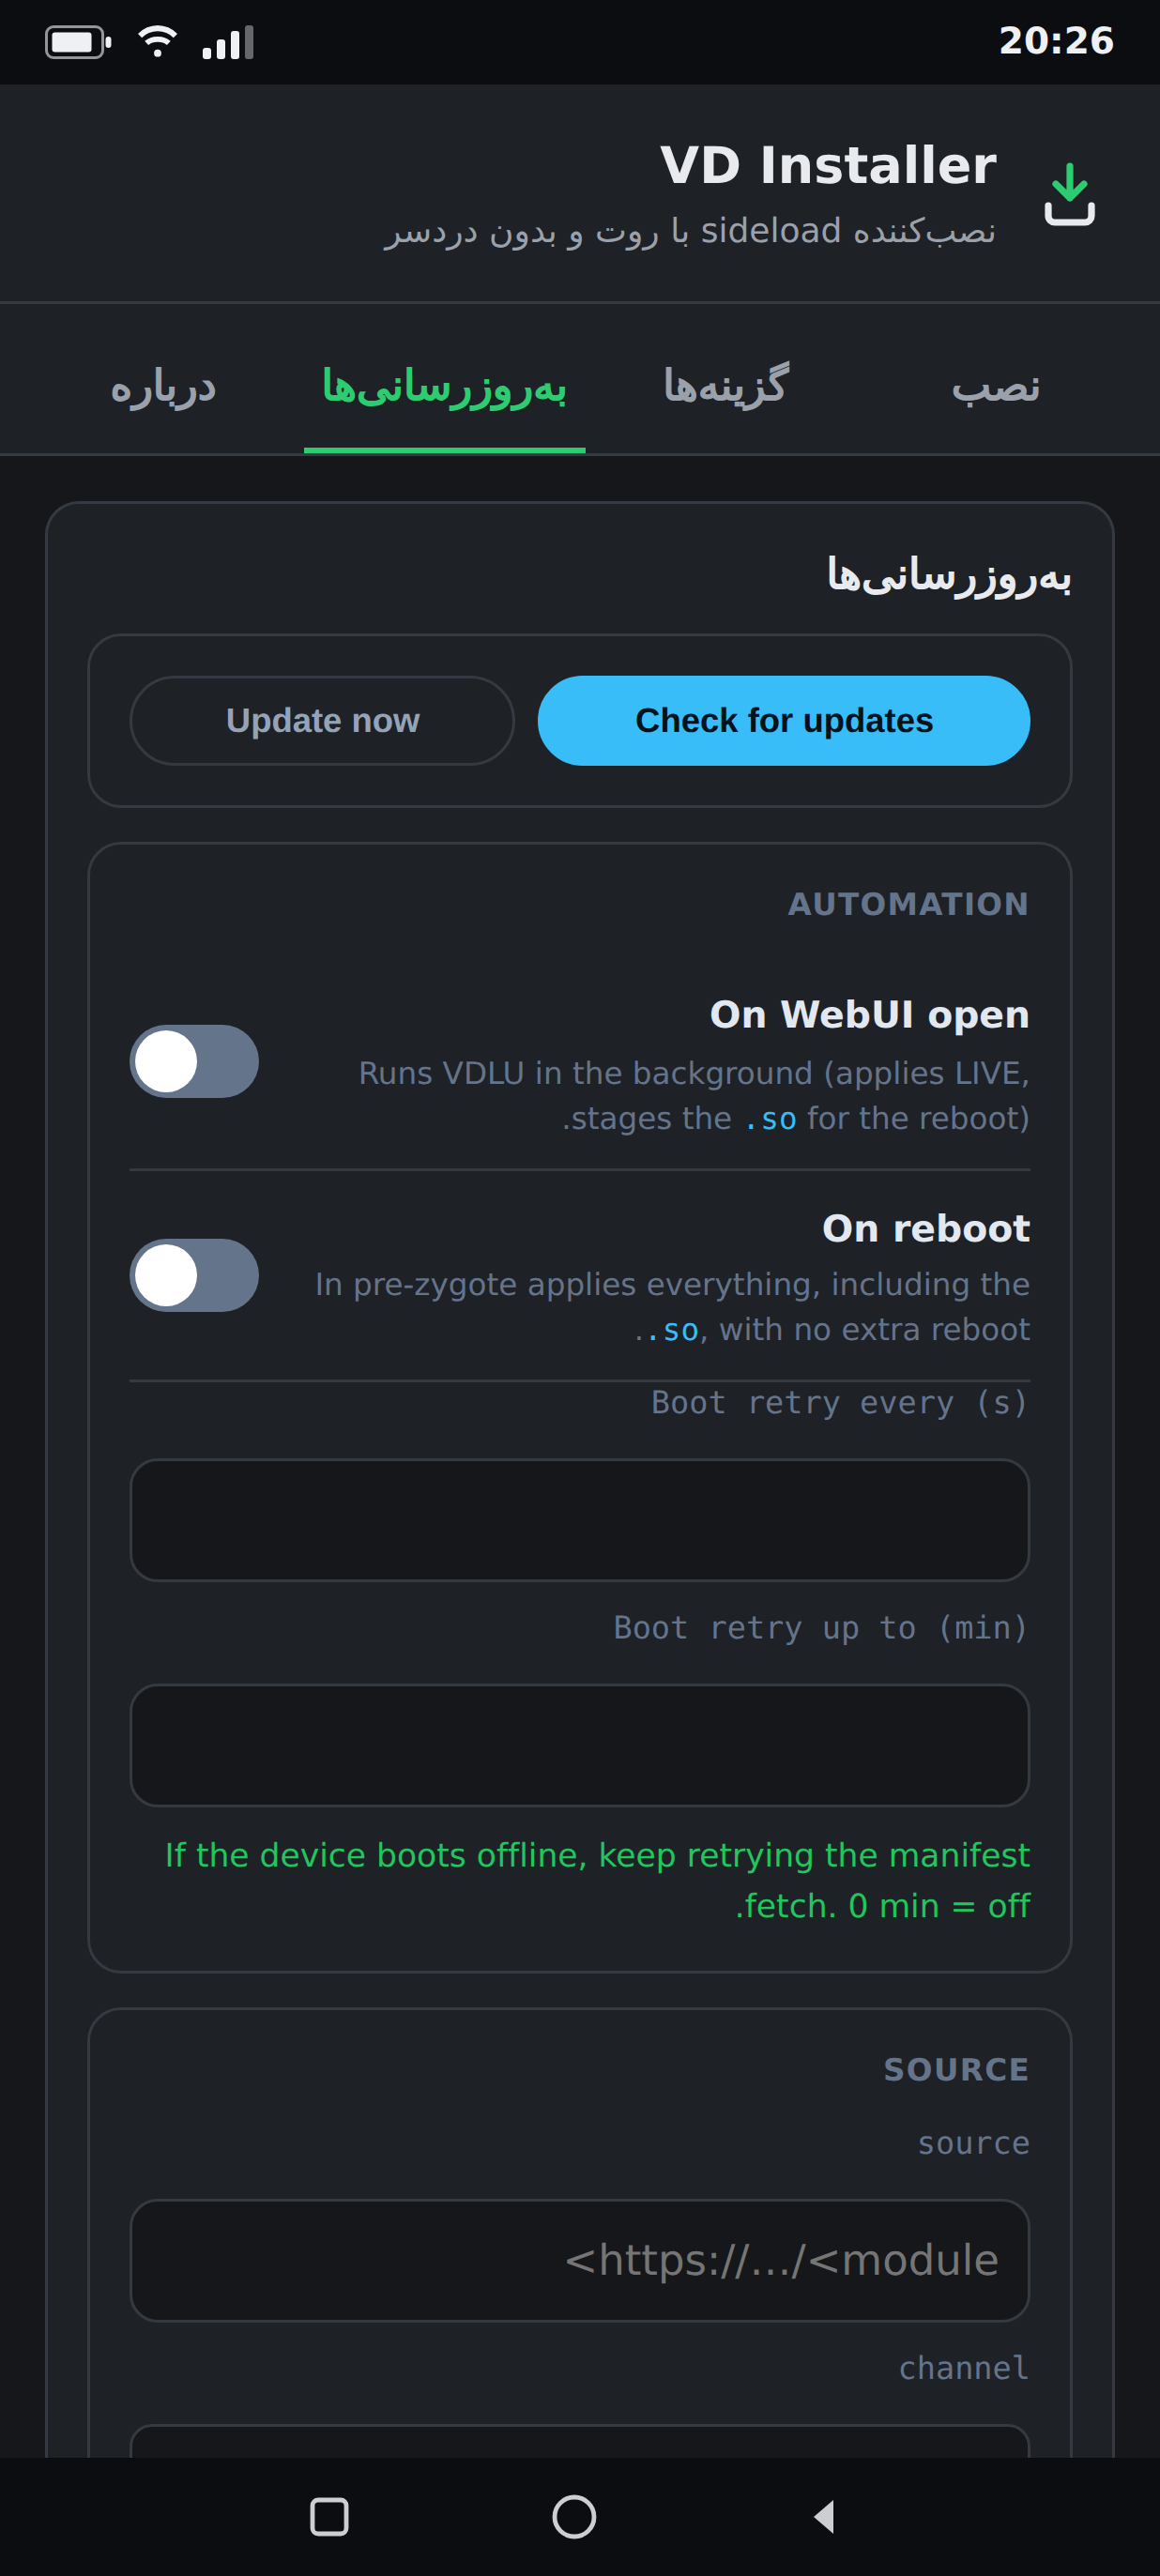 20:26
VD Installer
نصب‌کننده sideload با روت و بدون دردسر
نصب
گزینه‌ها
به‌روزرسانی‌ها
درباره
به‌روزرسانی‌ها
Check for updates
Update now
AUTOMATION
On WebUI open
Runs VDLU in the background (applies LIVE,
.stages the .so for the reboot)
On reboot
In pre-zygote applies everything, including the
..so, with no extra reboot
Boot retry every (s)
Boot retry up to (min)
If the device boots offline, keep retrying the manifest
.fetch. 0 min = off
SOURCE
source
<https://…/<module
channel